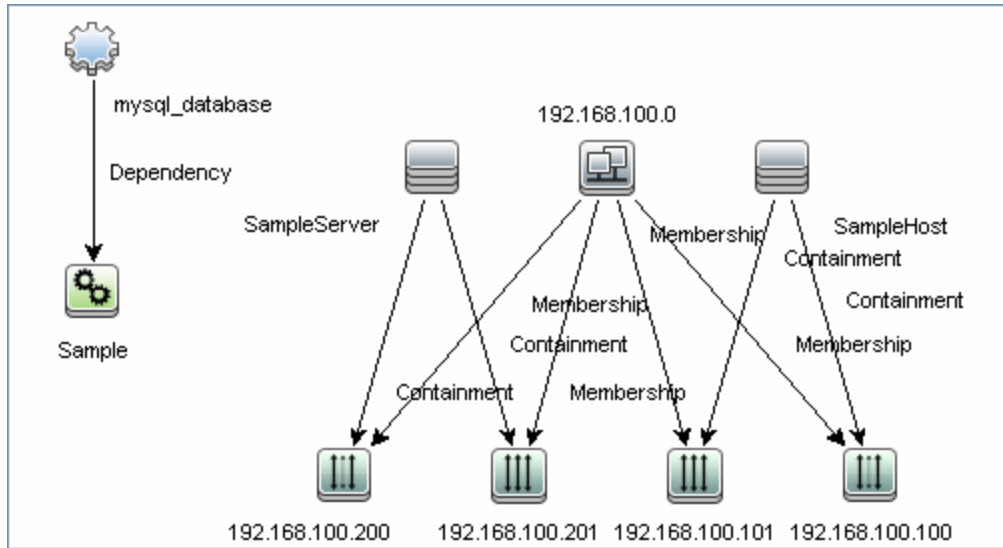 mysql_database
192.168.100.0
Dependency
SampleServer
Membership
SampleHost
Containment
Membership
Containment
Sample
Containment
Membership
Containment
Membership
192.168.100.200
192.168.100.201
192.168.100.101
192.168.100.100